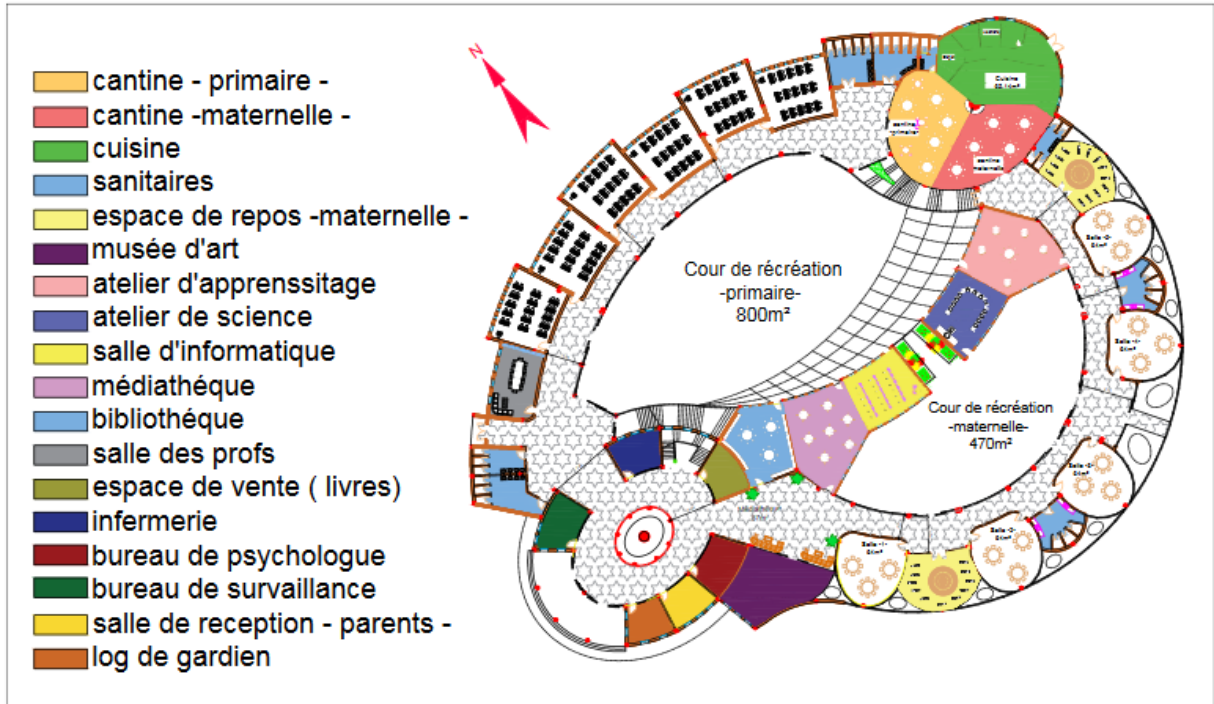 cantine - primaire -
cantine -maternelle -
cuisine
sanitaires
espace de repos -maternelle -
musée d'art
atelier d'apprenssitage
atelier de science
salle d'informatique
médiathéque
bibliothéque
salle des profs
espace de vente ( livres)
infermerie
bureau de psychologue
bureau de survaillance
salle de reception - parents -
log de gardien
N
Cuisine
cantine
cantine
maternelle
Cour de récréation
-primaire-
800m²
Cour de récréation
-maternelle-
470m²